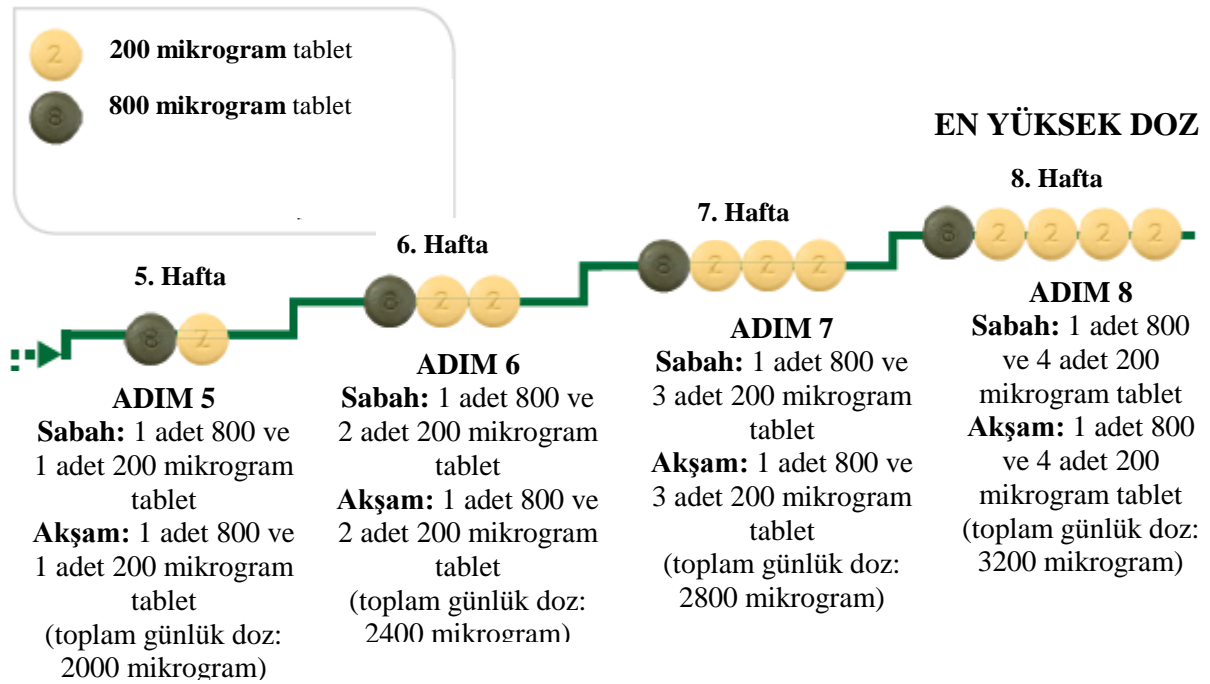 200 mikrogram tablet
800 mikrogram tablet
EN YÜKSEK DOZ
5. Hafta
ADIM 5
Sabah: 1 adet 800 ve
1 adet 200 mikrogram
tablet
Akşam: 1 adet 800 ve
1 adet 200 mikrogram
tablet
(toplam günlük doz:
2000 mikrogram)
6. Hafta
ADIM 6
Sabah: 1 adet 800 ve
2 adet 200 mikrogram
tablet
Akşam: 1 adet 800 ve
2 adet 200 mikrogram
tablet
(toplam günlük doz:
2400 mikrogram)
7. Hafta
ADIM 7
Sabah: 1 adet 800 ve
3 adet 200 mikrogram
tablet
Akşam: 1 adet 800 ve
3 adet 200 mikrogram
tablet
(toplam günlük doz:
2800 mikrogram)
8. Hafta
ADIM 8
Sabah: 1 adet 800
ve 4 adet 200
mikrogram tablet
Akşam: 1 adet 800
ve 4 adet 200
mikrogram tablet
(toplam günlük doz:
3200 mikrogram)